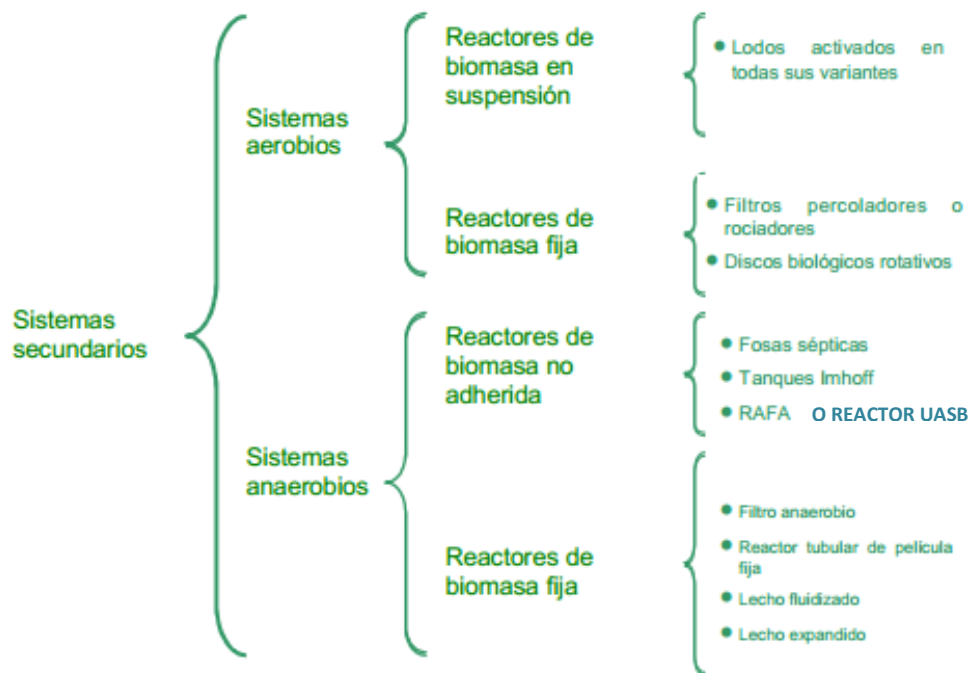 Sistemas
secundarios
Sistemas
aerobios
Reactores de
biomasa en
suspensión
• Lodos activados en
todas sus variantes
Reactores de
biomasa fija
• Filtros percoladores o
rociadores
• Discos biológicos rotativos
Sistemas
anaerobios
Reactores de
biomasa no
adherida
• Fosas sépticas
• Tanques Imhoff
• RAFA O REACTOR UASB
Reactores de
biomasa fija
• Filtro anaerobio
• Reactor tubular de película
fija
• Lecho fluidizado
• Lecho expandido